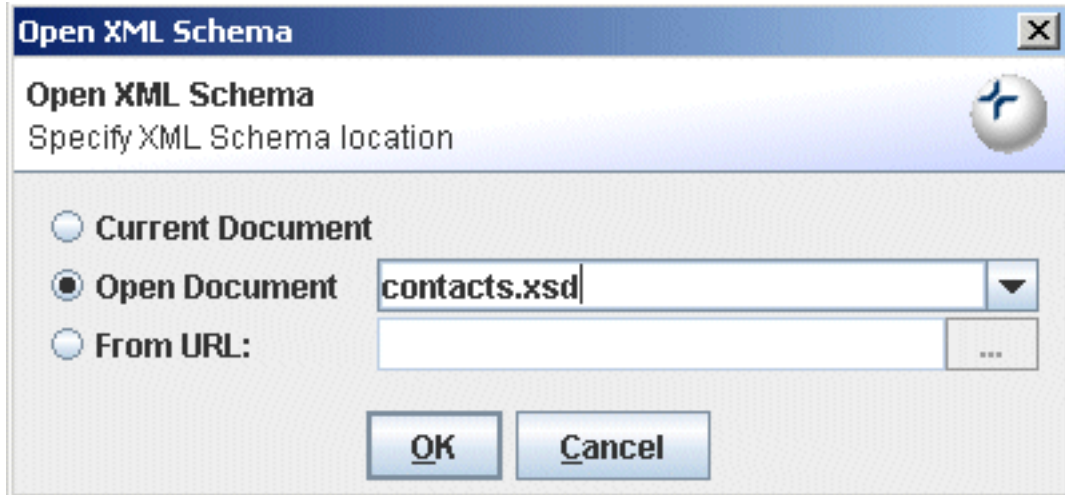 Open XML Schema
Open XML Schema
Specify XML Schema location
Current Document
Open Document contacts.xsd
From URL: ...
OK Cancel